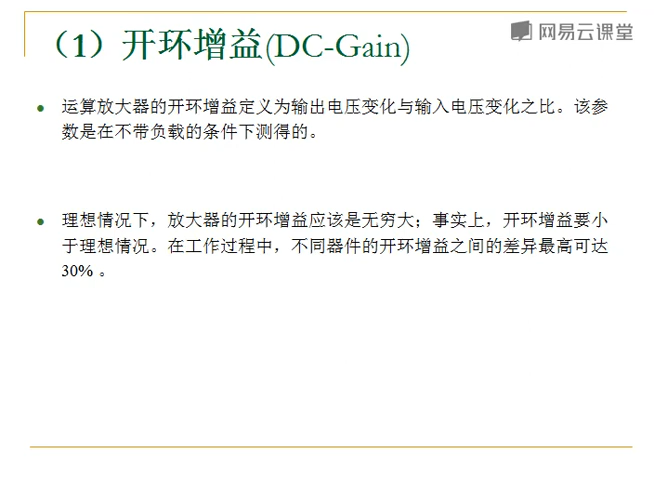 （1）开环增益(DC-Gain)
网易云课堂
运算放大器的开环增益定义为输出电压变化与输入电压变化之比。该参
数是在不带负载的条件下测得的。
理想情况下，放大器的开环增益应该是无穷大；事实上，开环增益要小
于理想情况。在工作过程中，不同器件的开环增益之间的差异最高可达
30% 。